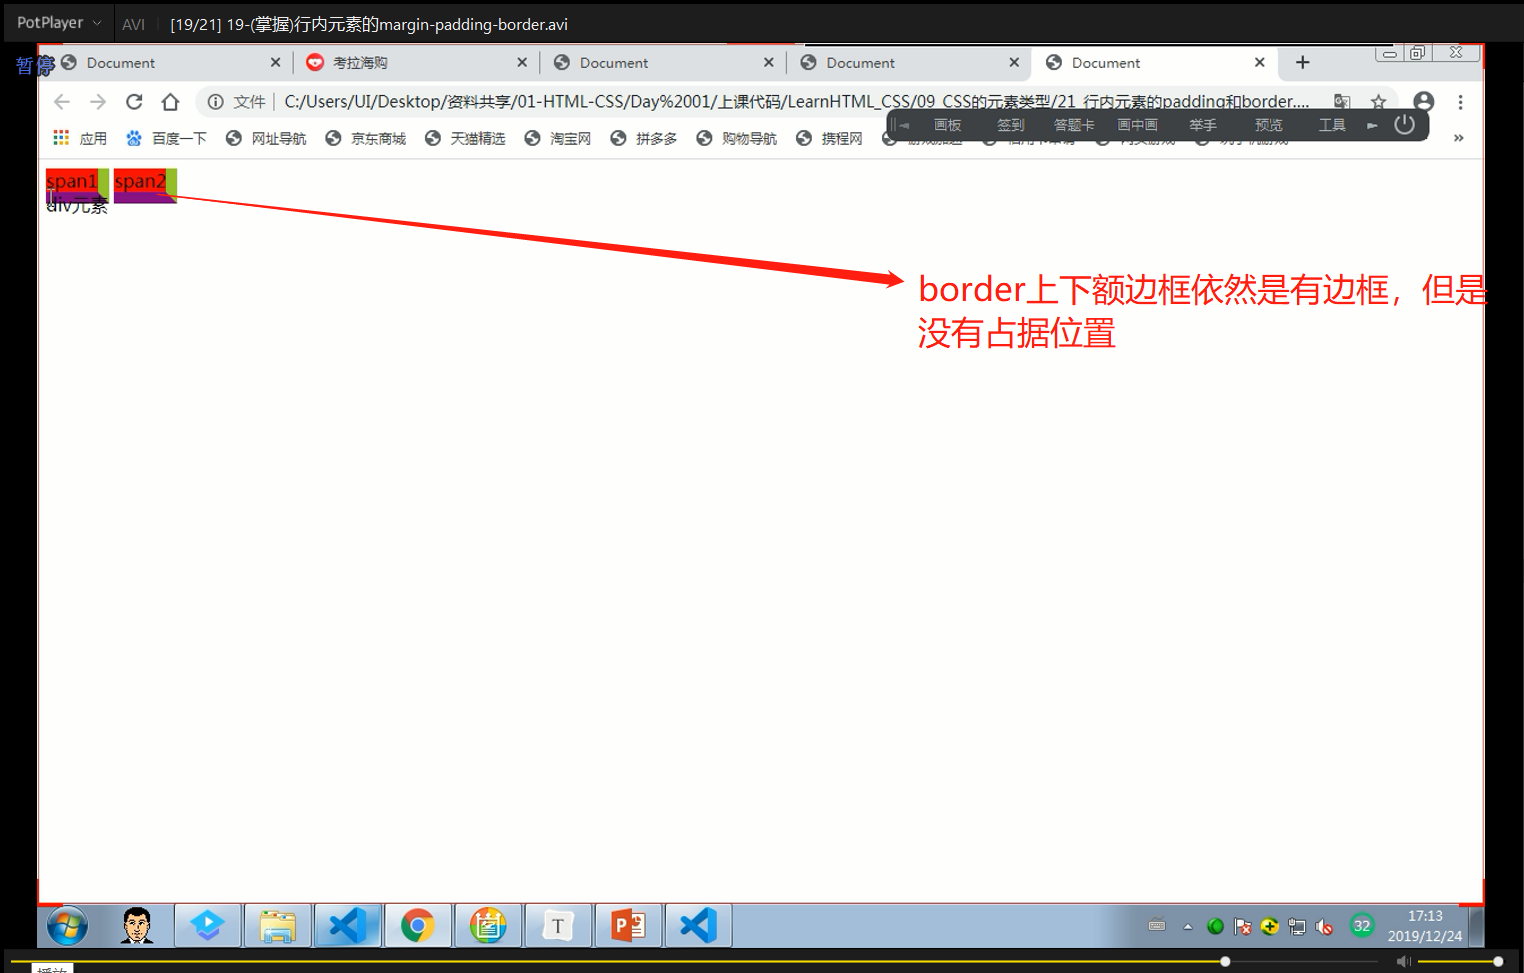 PotPlayer
AVI
[19/21] 19-(掌握)行内元素的margin-padding-border.avi
暂停
Document
考拉海购
Document
Document
Document
文件
C:/Users/UI/Desktop/资料共享/01-HTML-CSS/Day%2001/上课代码/LearnHTML_CSS/09_CSS的元素类型/21_行内元素的padding和border....
画板
签到
答题卡
画中画
举手
预览
工具
应用
百度一下
网址导航
京东商城
天猫精选
淘宝网
拼多多
购物导航
携程网
»
span1 span2
div元素
border上下额边框依然是有边框，但是
没有占据位置
T
P
32
17:13
2019/12/24
播放